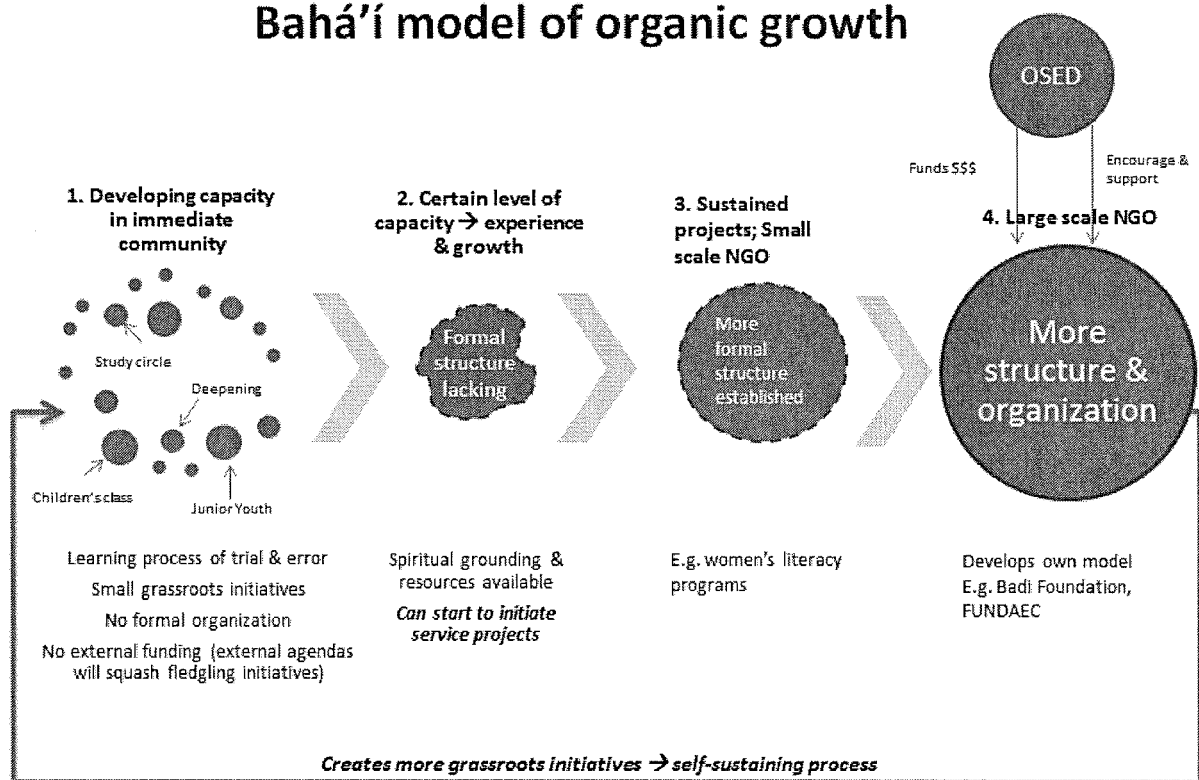 Bahá’í model of organic growth
OSED
Funds $$$
Encourage &
support
1. Developing capacity
in immediate
community
Study circle
Deepening
Children's class
Junior Youth
Learning process of trial & error
Small grassroots initiatives
No formal organization
No external funding (external agendas
will squash fledgling initiatives)
2. Certain level of
capacity → experience
& growth
Formal
structure
lacking
Spiritual grounding &
resources available
Can start to initiate
service projects
3. Sustained
projects; Small
scale NGO
More
formal
structure
established
E.g. women's literacy
programs
4. Large scale NGO
More
structure &
organization
Develops own model
E.g. Badi Foundation,
FUNDAEC
Creates more grassroots initiatives → self-sustaining process